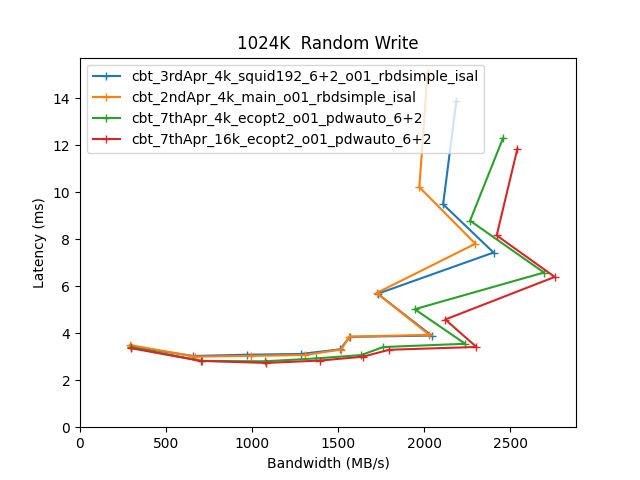 1024K  Random Write
cbt_3rdApr_4k_squid192_6+2_o01_rbdsimple_isal
cbt_2ndApr_4k_main_o01_rbdsimple_isal
cbt_7thApr_4k_ecopt2_o01_pdwauto_6+2
cbt_7thApr_16k_ecopt2_o01_pdwauto_6+2
14
12
10
8
6
4
2
0
Latency (ms)
0 500 1000 1500 2000 2500
Bandwidth (MB/s)